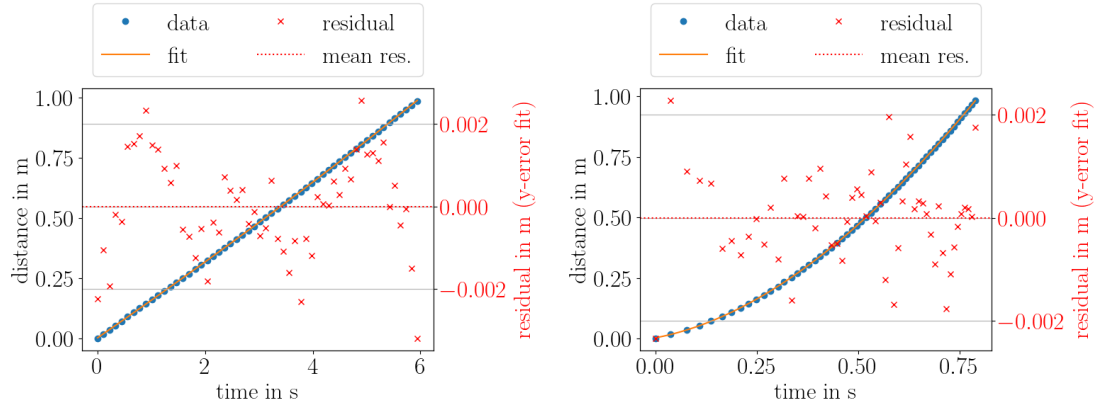 data residual
fit mean res.
1.00
0.75
0.50
0.25
0.00
distance in m
0 2 4 6
time in s
0.002
0.000
−0.002
residual in m (y-error fit)
data residual
fit mean res.
1.00
0.75
0.50
0.25
0.00
distance in m
0.00 0.25 0.50 0.75
time in s
0.002
0.000
−0.002
residual in m (y-error fit)